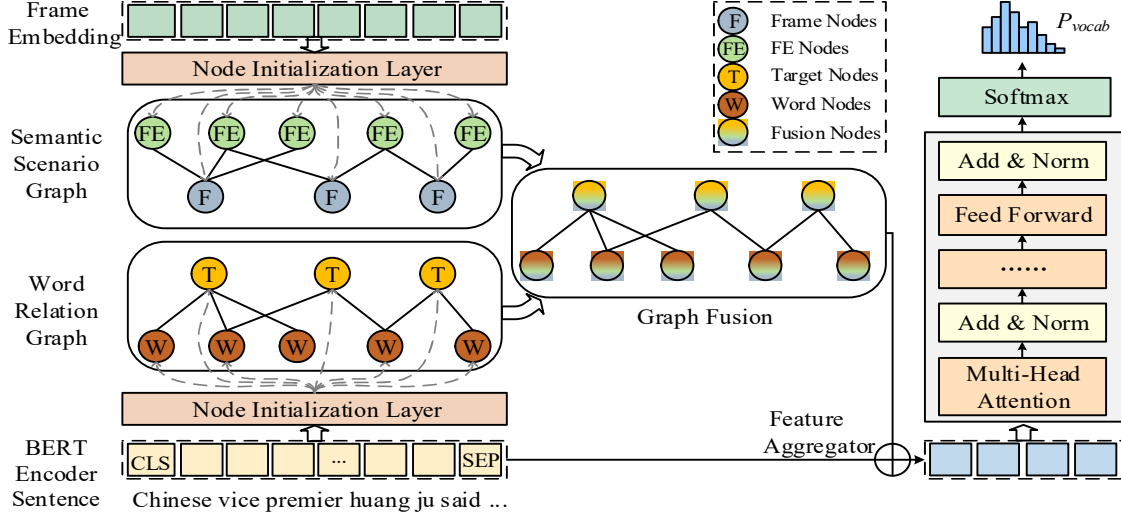 Frame
Embedding
Node Initialization Layer
Semantic
Scenario
Graph
FE FE FE FE FE
F F F
Word
Relation
Graph
T T T
W W W W W
Node Initialization Layer
BERT
Encoder
Sentence
CLS ... SEP
Chinese vice premier huang ju said ...
F Frame Nodes
FE FE Nodes
T Target Nodes
W Word Nodes
Fusion Nodes
Graph Fusion
Feature
Aggregator
P_vocab
Softmax
Add & Norm
Feed Forward
......
Add & Norm
Multi-Head
Attention